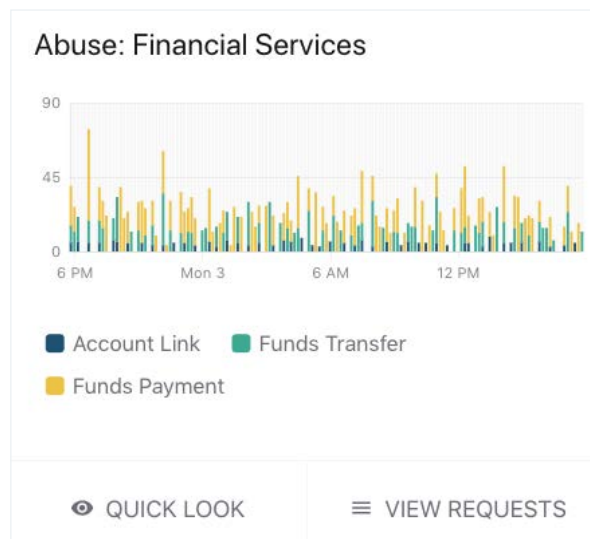 Abuse: Financial Services
90
45
0
6 PM Mon 3 6 AM 12 PM
Account Link Funds Transfer
Funds Payment
QUICK LOOK VIEW REQUESTS